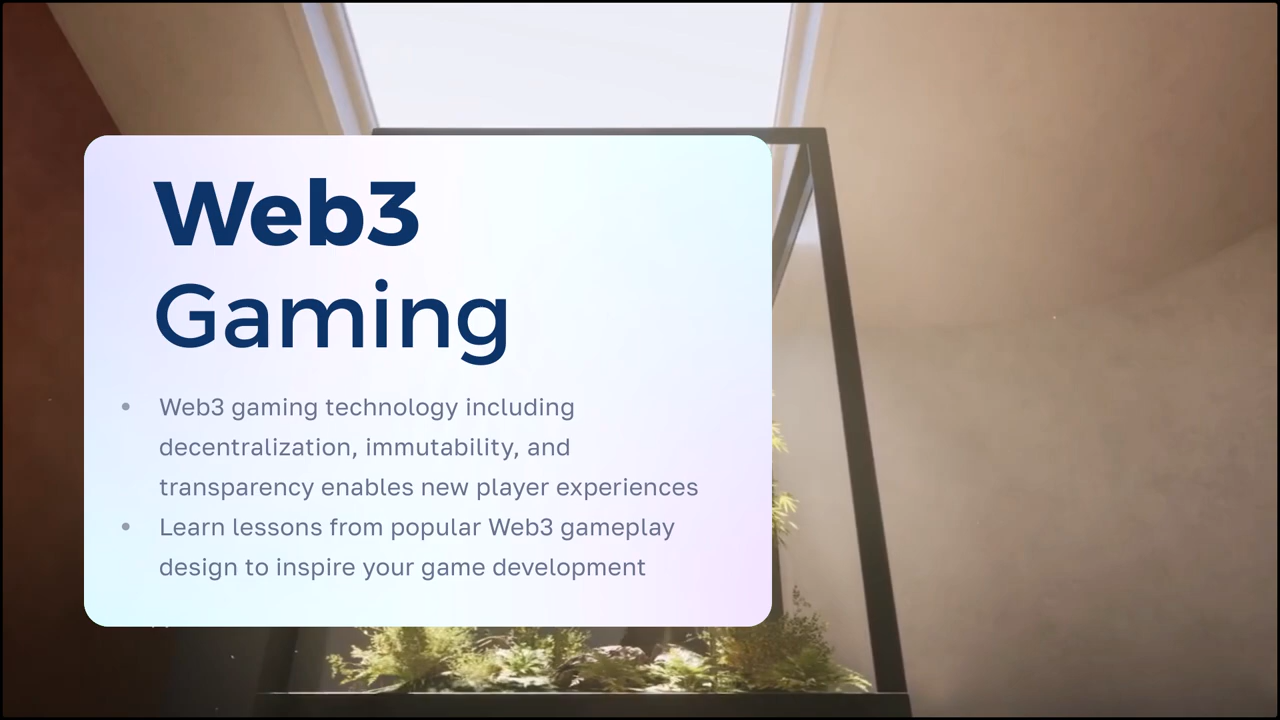 Web3
Gaming
• Web3 gaming technology including
decentralization, immutability, and
transparency enables new player experiences
• Learn lessons from popular Web3 gameplay
design to inspire your game development